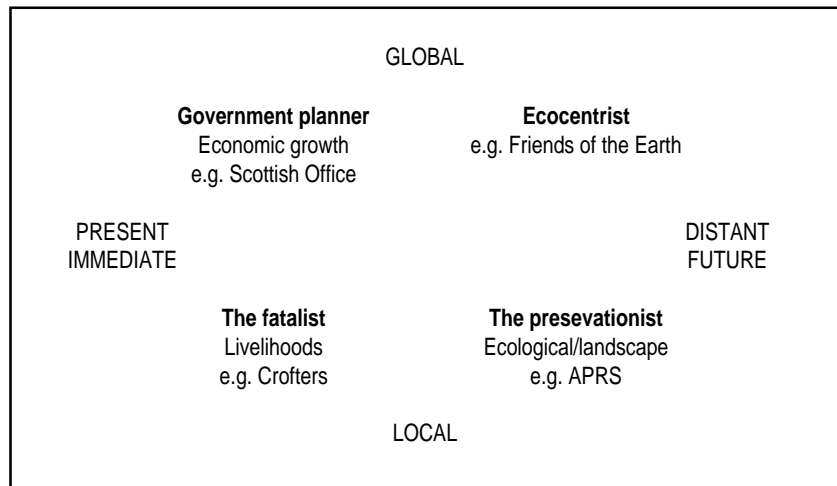 GLOBAL
Government planner
Economic growth
e.g. Scottish Office
Ecocentrist
e.g. Friends of the Earth
PRESENT
IMMEDIATE
DISTANT
FUTURE
The fatalist
Livelihoods
e.g. Crofters
The presevationist
Ecological/landscape
e.g. APRS
LOCAL